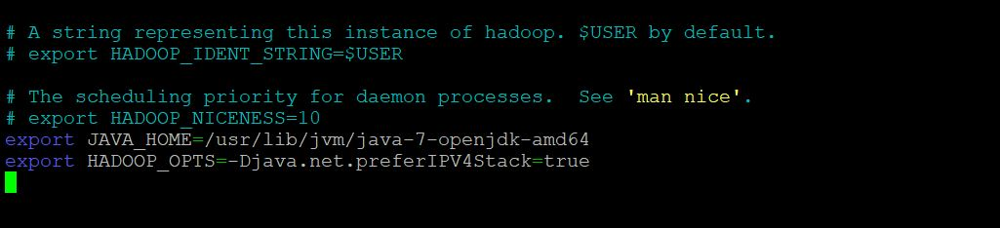 # A string representing this instance of hadoop. $USER by default.
# export HADOOP_IDENT_STRING=$USER
# The scheduling priority for daemon processes.  See 'man nice'.
# export HADOOP_NICENESS=10
export JAVA_HOME=/usr/lib/jvm/java-7-openjdk-amd64
export HADOOP_OPTS=-Djava.net.preferIPV4Stack=true